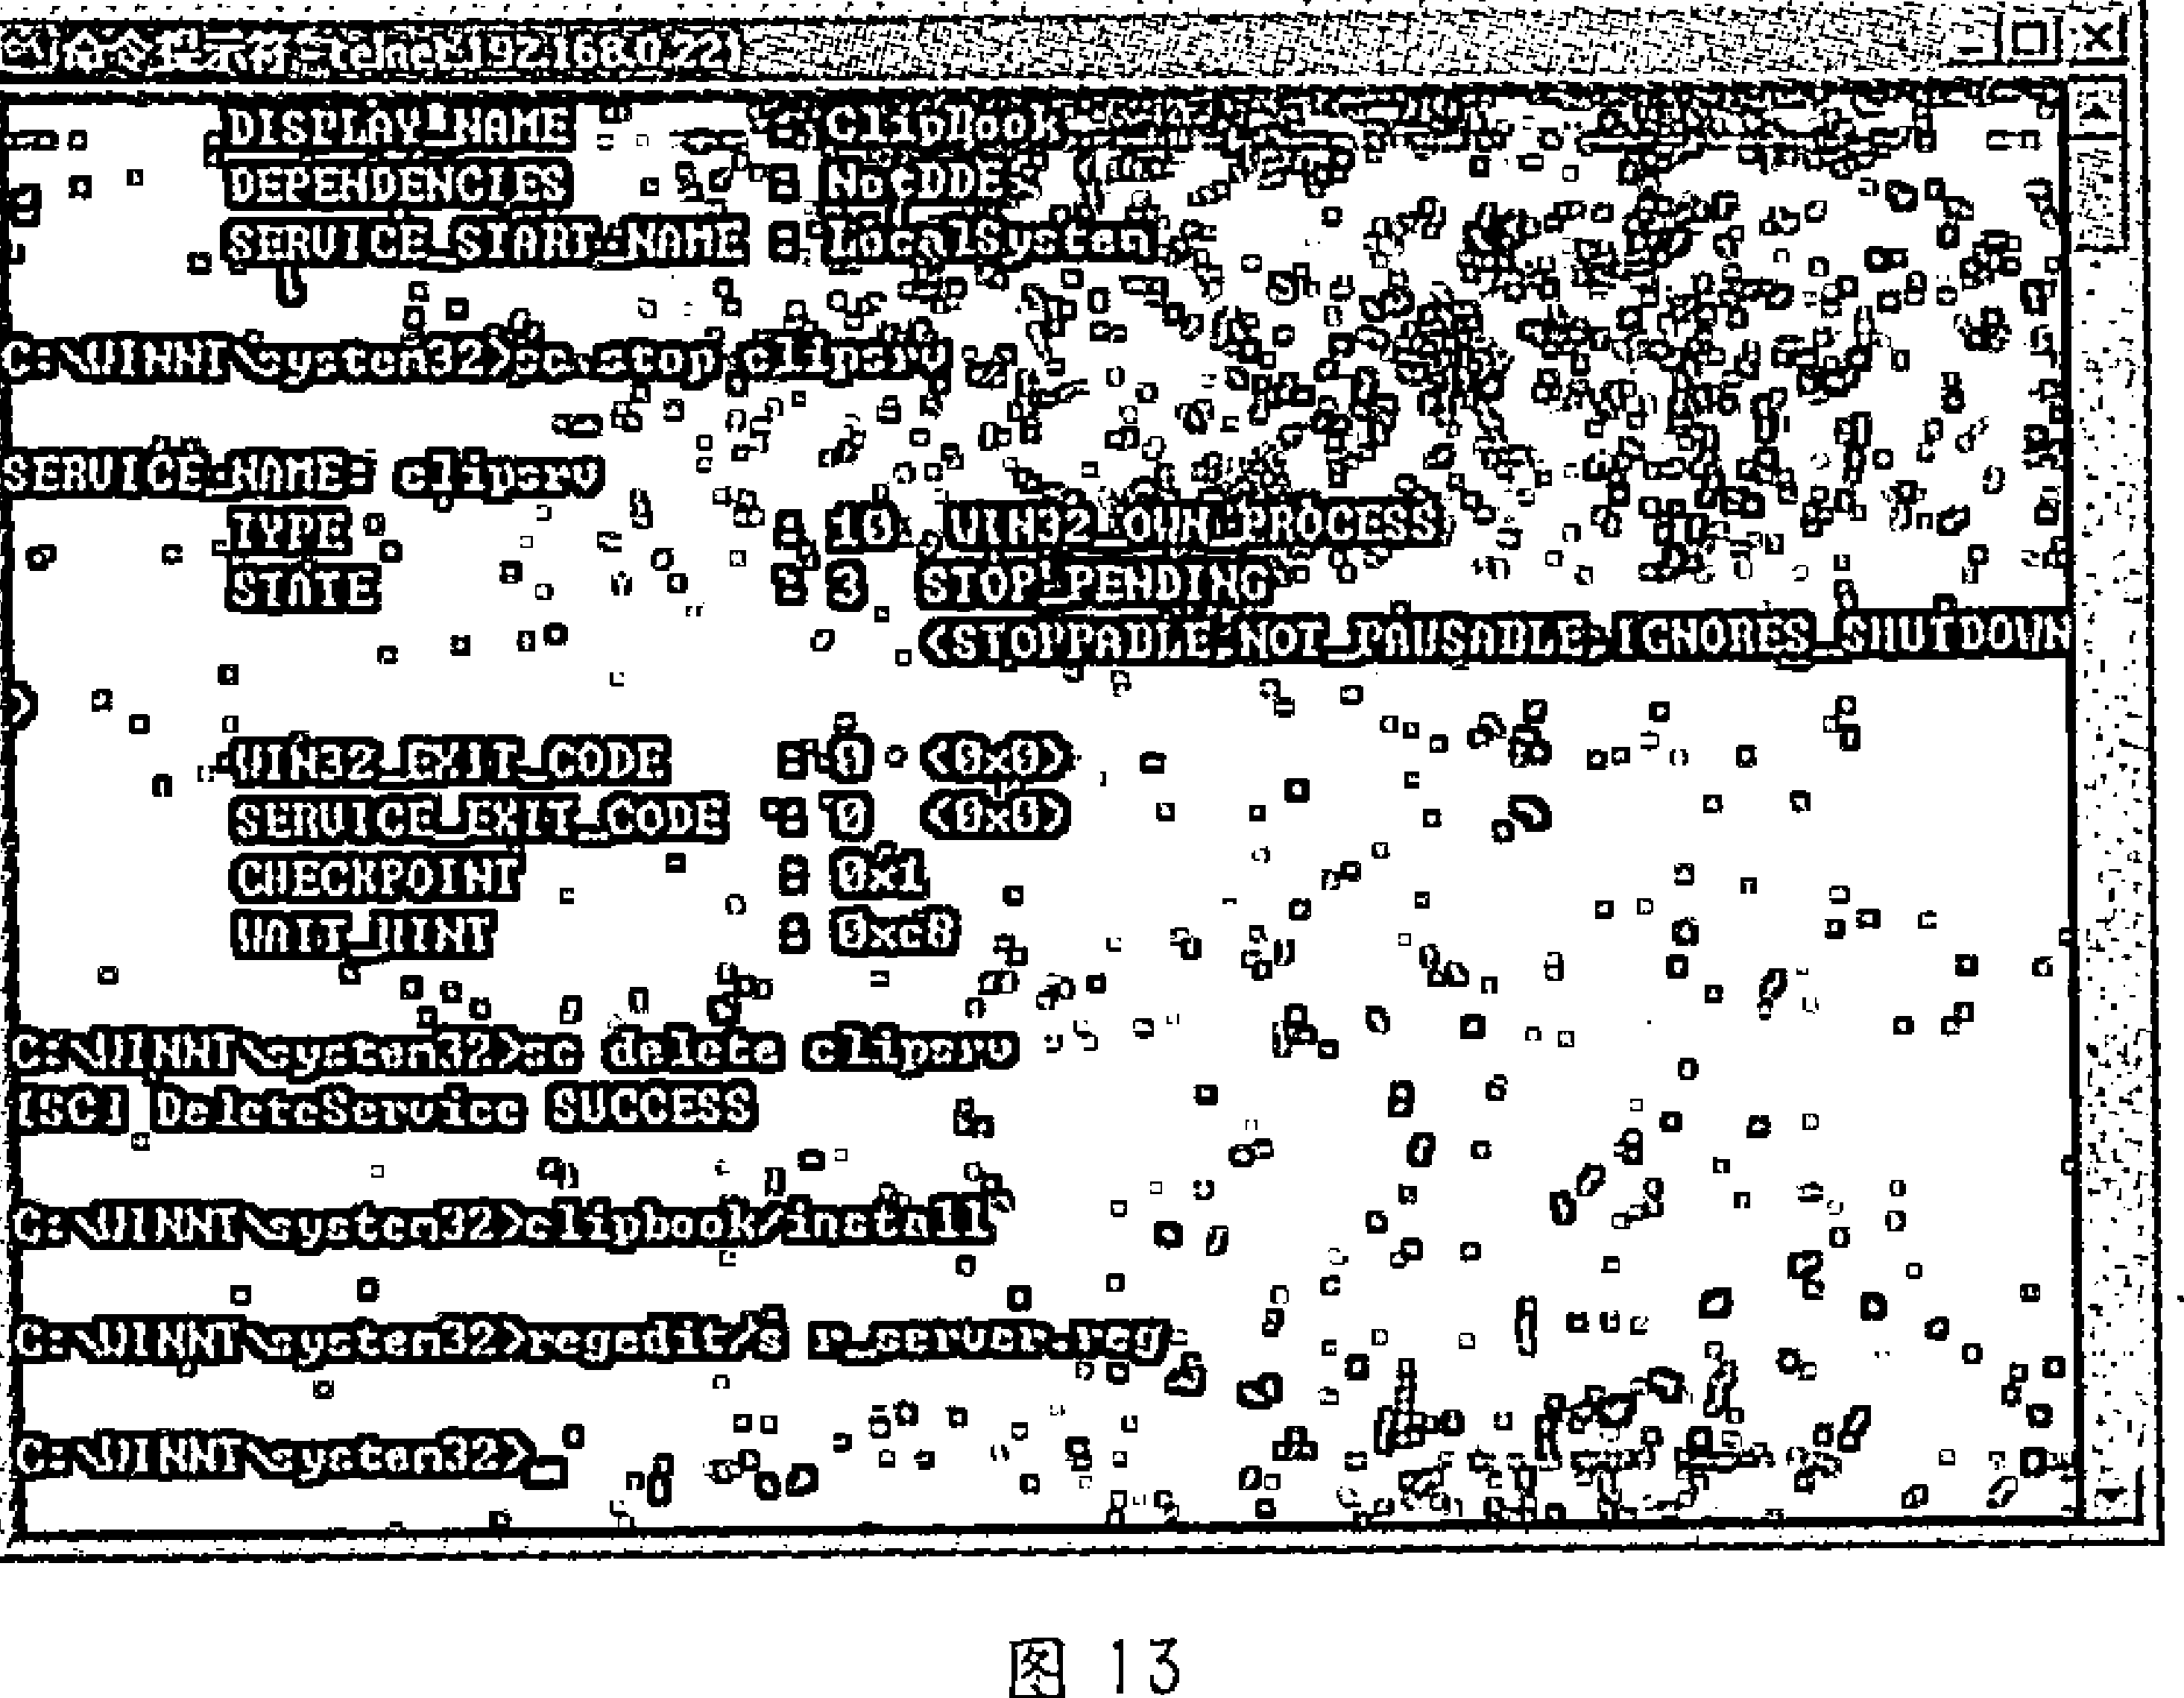 命令提示符 - telnet 192.168.0.22
DISPLAY_NAME : ClipBook
DEPENDENCIES : NetDDE
SERVICE_START_NAME : LocalSystem
C:\WINNT\system32>sc stop clipsrv
SERVICE_NAME: clipsrv
TYPE : 10 WIN32_OWN_PROCESS
STATE : 3 STOP_PENDING
<STOPPABLE,NOT_PAUSABLE,IGNORES_SHUTDOWN
>
WIN32_EXIT_CODE : 0 <0x0>
SERVICE_EXIT_CODE : 0 <0x0>
CHECKPOINT : 0x1
WAIT_HINT : 0xc8
C:\WINNT\system32>sc delete clipsrv
[SC] DeleteService SUCCESS
C:\WINNT\system32>clipbook/install
C:\WINNT\system32>regedit/s r_server.reg
C:\WINNT\system32>_
图 13